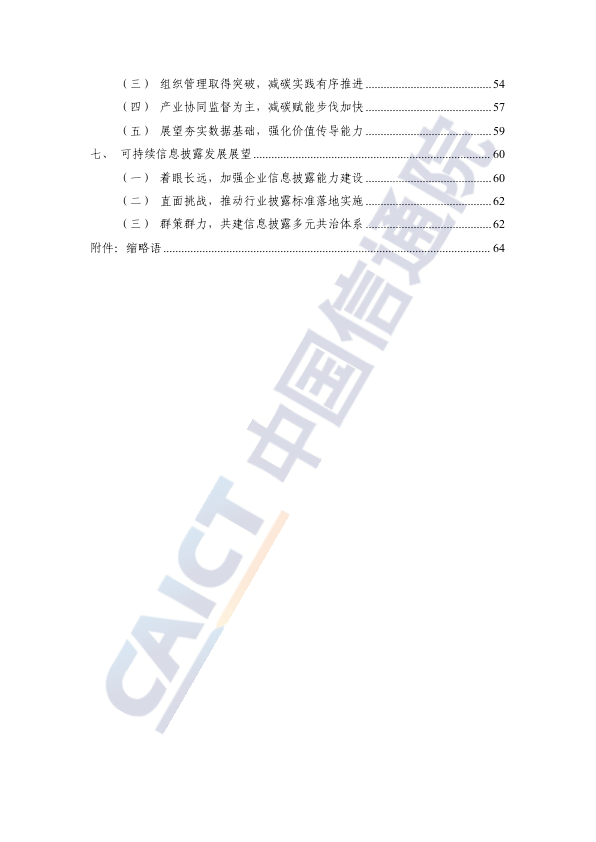 （三） 组织管理取得突破，减碳实践有序推进 54
（四） 产业协同监督为主，减碳赋能步伐加快 57
（五） 展望夯实数据基础，强化价值传导能力 59
七、 可持续信息披露发展展望 60
（一） 着眼长远，加强企业信息披露能力建设 60
（二） 直面挑战，推动行业披露标准落地实施 62
（三） 群策群力，共建信息披露多元共治体系 62
附件：缩略语 64
CAICT 中国信通院